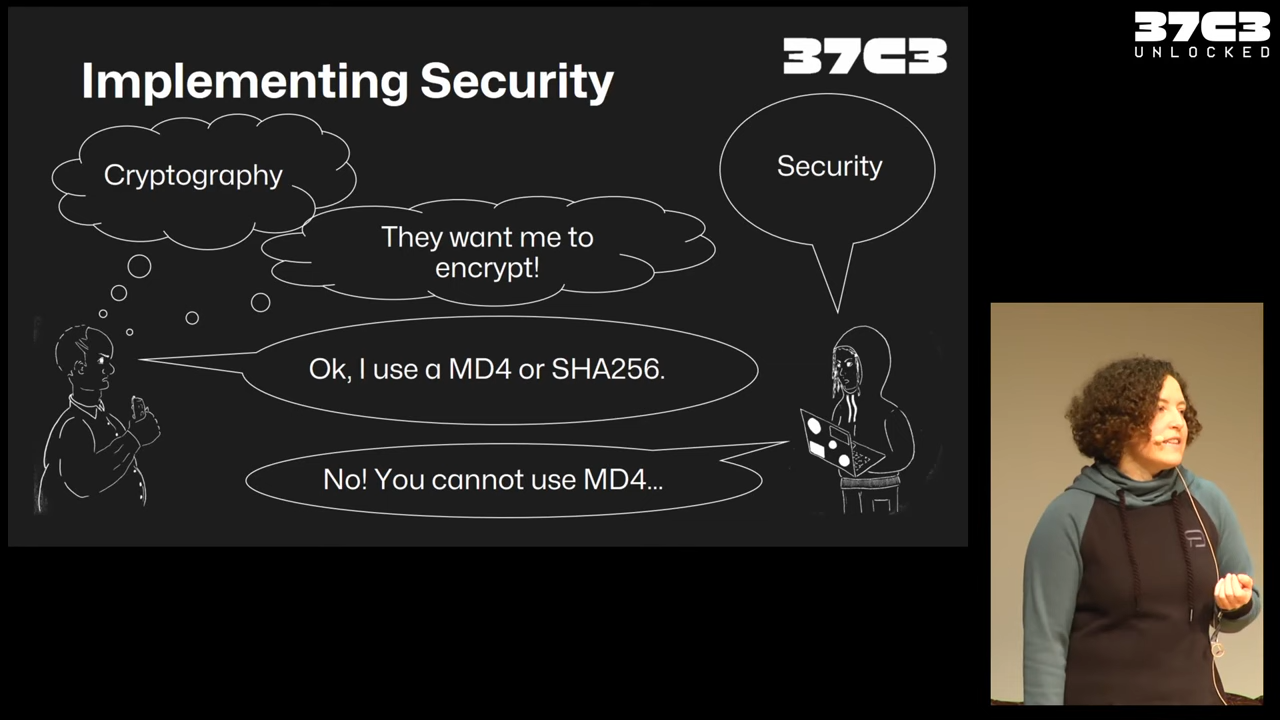 37C3
UNLOCKED
37C3
Implementing Security
Cryptography
Security
They want me to
encrypt!
Ok, I use a MD4 or SHA256.
No! You cannot use MD4...